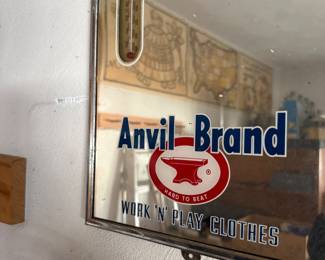 Anvil Brand
®
HARD TO BEAT
WORK 'N' PLAY CLOTHES